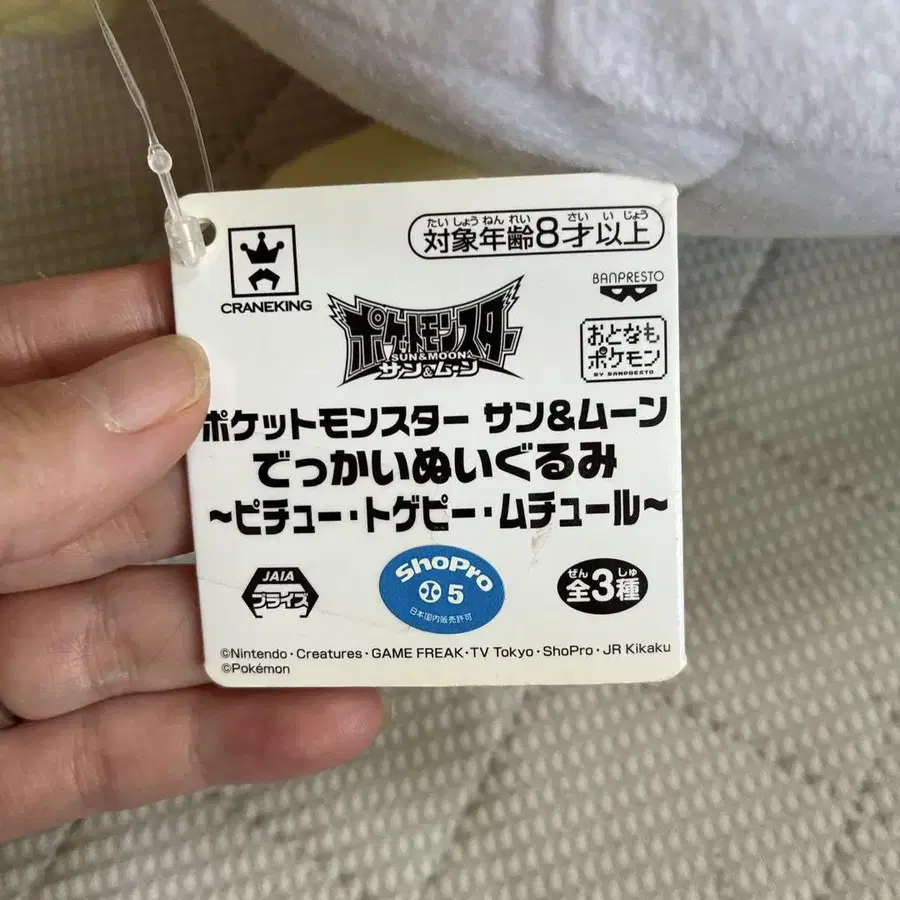 たいしょうねんれい さいいじょう
対象年齢8才以上
CRANEKING
BANPRESTO
ポケットモンスター
SUN&MOON
サン&ムーン
おとなも
ポケモン
BY BANPRESTO
ポケットモンスター サン&ムーン
でっかいぬいぐるみ
〜ピチュー・トゲピー・ムチュール〜
JAIA
プライズ
ShoPro
5
日本国内販売許可
ぜん しゅ
全3種
©Nintendo・Creatures・GAME FREAK・TV Tokyo・ShoPro・JR Kikaku
©Pokémon